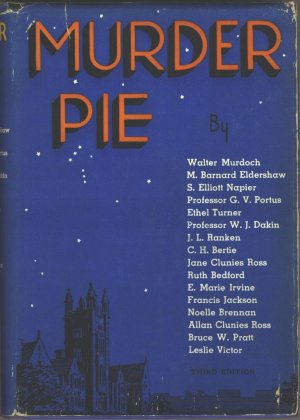 MURDER
PIE
By
Walter Murdoch
M. Barnard Eldershaw
S. Elliott Napier
Professor G. V. Portus
Ethel Turner
Professor W. J. Dakin
J. L. Ranken
C. H. Bertie
Jane Clunies Ross
Ruth Bedford
E. Marie Irvine
Francis Jackson
Noelle Brennan
Allan Clunies Ross
Bruce W. Pratt
Leslie Victor
THIRD EDITION